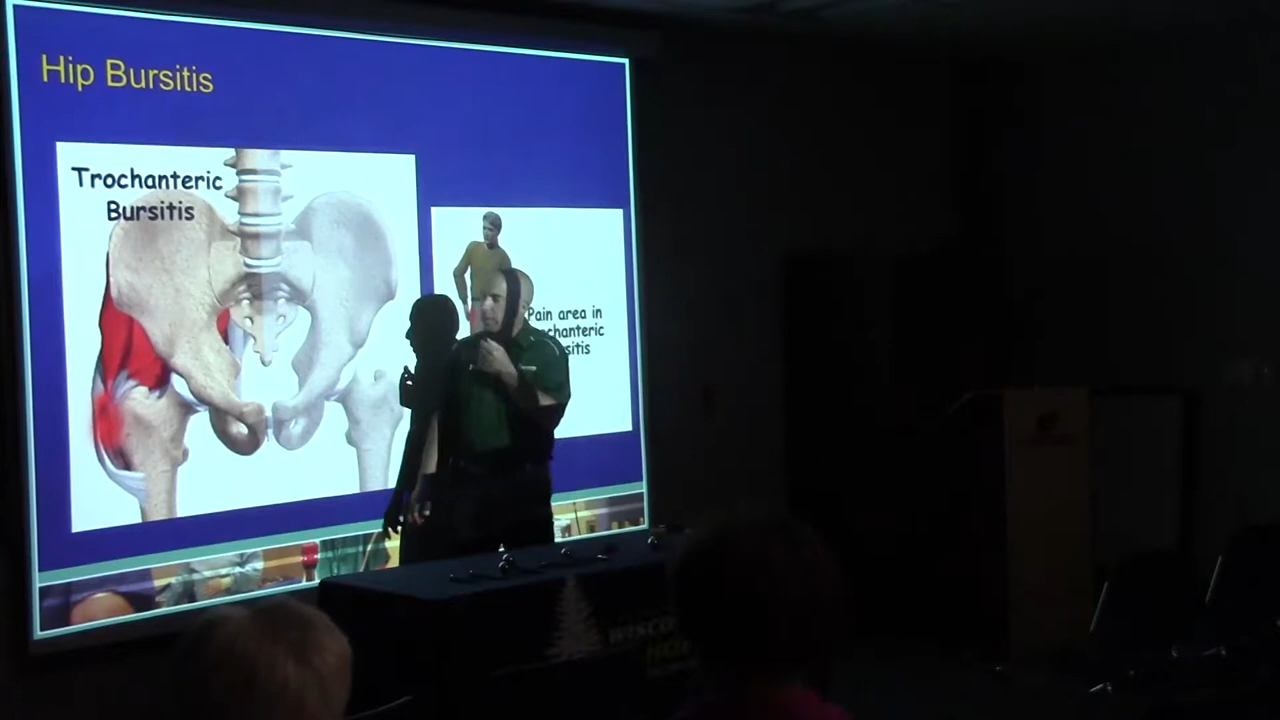 Hip Bursitis
Trochanteric
Bursitis
Pain area in